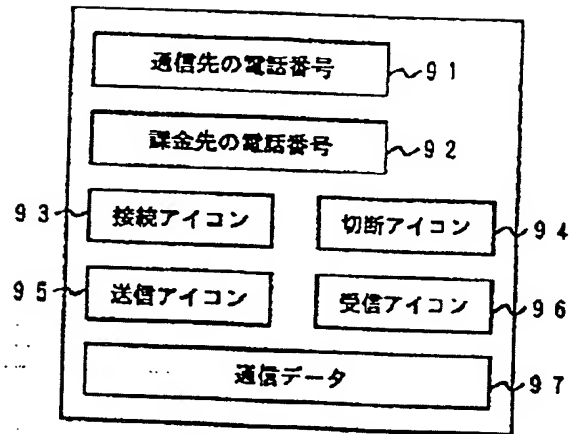 通信先の電話番号 91
課金先の電話番号 92
93 接続アイコン 切断アイコン 94
95 送信アイコン 受信アイコン 96
通信データ 97